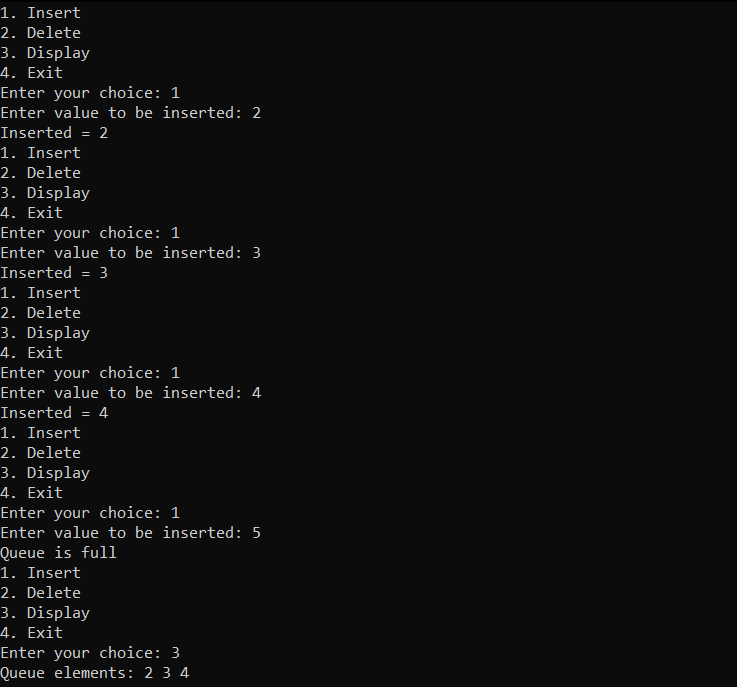 1. Insert
2. Delete
3. Display
4. Exit
Enter your choice: 1
Enter value to be inserted: 2
Inserted = 2
1. Insert
2. Delete
3. Display
4. Exit
Enter your choice: 1
Enter value to be inserted: 3
Inserted = 3
1. Insert
2. Delete
3. Display
4. Exit
Enter your choice: 1
Enter value to be inserted: 4
Inserted = 4
1. Insert
2. Delete
3. Display
4. Exit
Enter your choice: 1
Enter value to be inserted: 5
Queue is full
1. Insert
2. Delete
3. Display
4. Exit
Enter your choice: 3
Queue elements: 2 3 4